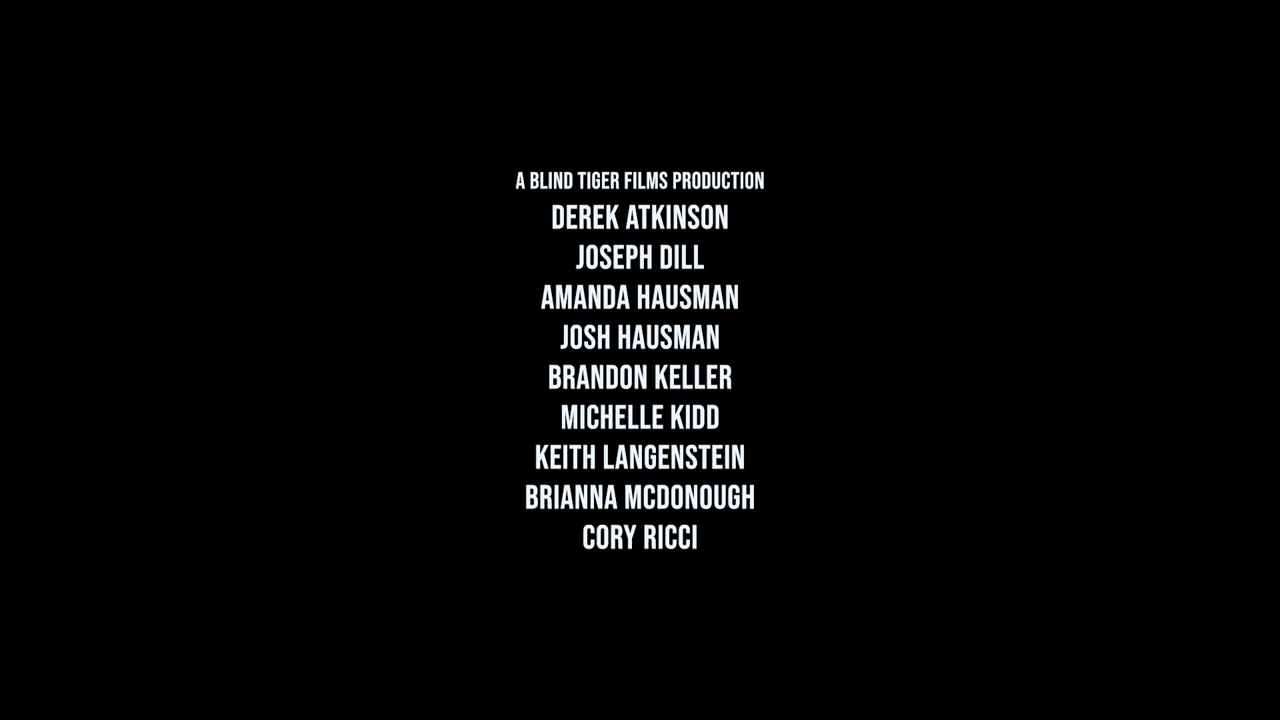 A BLIND TIGER FILMS PRODUCTION
DEREK ATKINSON
JOSEPH DILL
AMANDA HAUSMAN
JOSH HAUSMAN
BRANDON KELLER
MICHELLE KIDD
KEITH LANGENSTEIN
BRIANNA MCDONOUGH
CORY RICCI